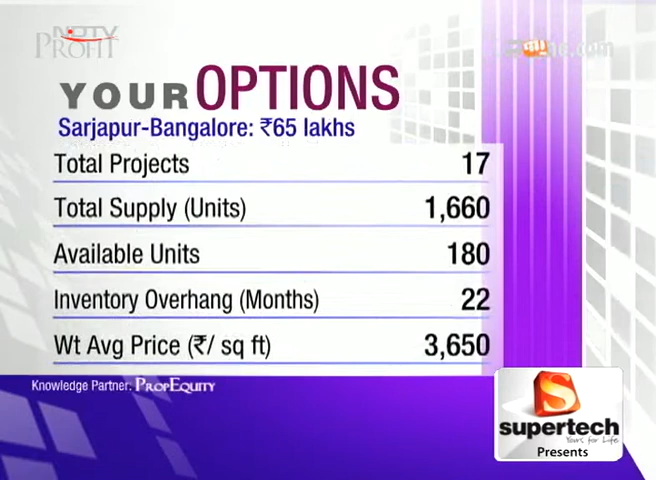 NDTV
PROFIT
YOUR OPTIONS
Sarjapur-Bangalore: ₹65 lakhs
Total Projects 17
Total Supply (Units) 1,660
Available Units 180
Inventory Overhang (Months) 22
Wt Avg Price (₹/ sq ft) 3,650
Knowledge Partner: PROPEQUITY
S
supertech
Yours for Life
Presents